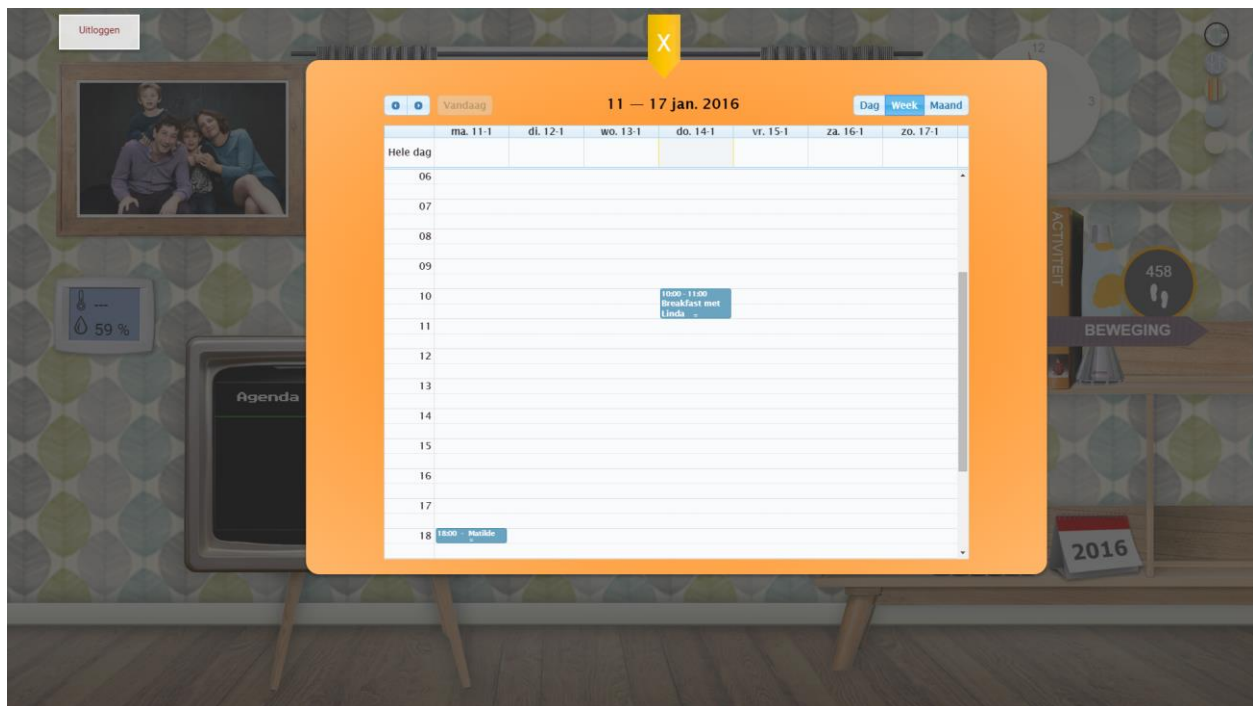 Uitloggen
X
12
3
Vandaag
11 — 17 jan. 2016
Dag Week Maand
ma. 11-1 di. 12-1 wo. 13-1 do. 14-1 vr. 15-1 za. 16-1 zo. 17-1
Hele dag
06
07
08
09
10
10:00 - 11:00
Breakfast met
Linda
11
12
13
14
15
16
17
18
18:00 - Matilde
59 %
Agenda
ACTIVITEIT
458
BEWEGING
2016